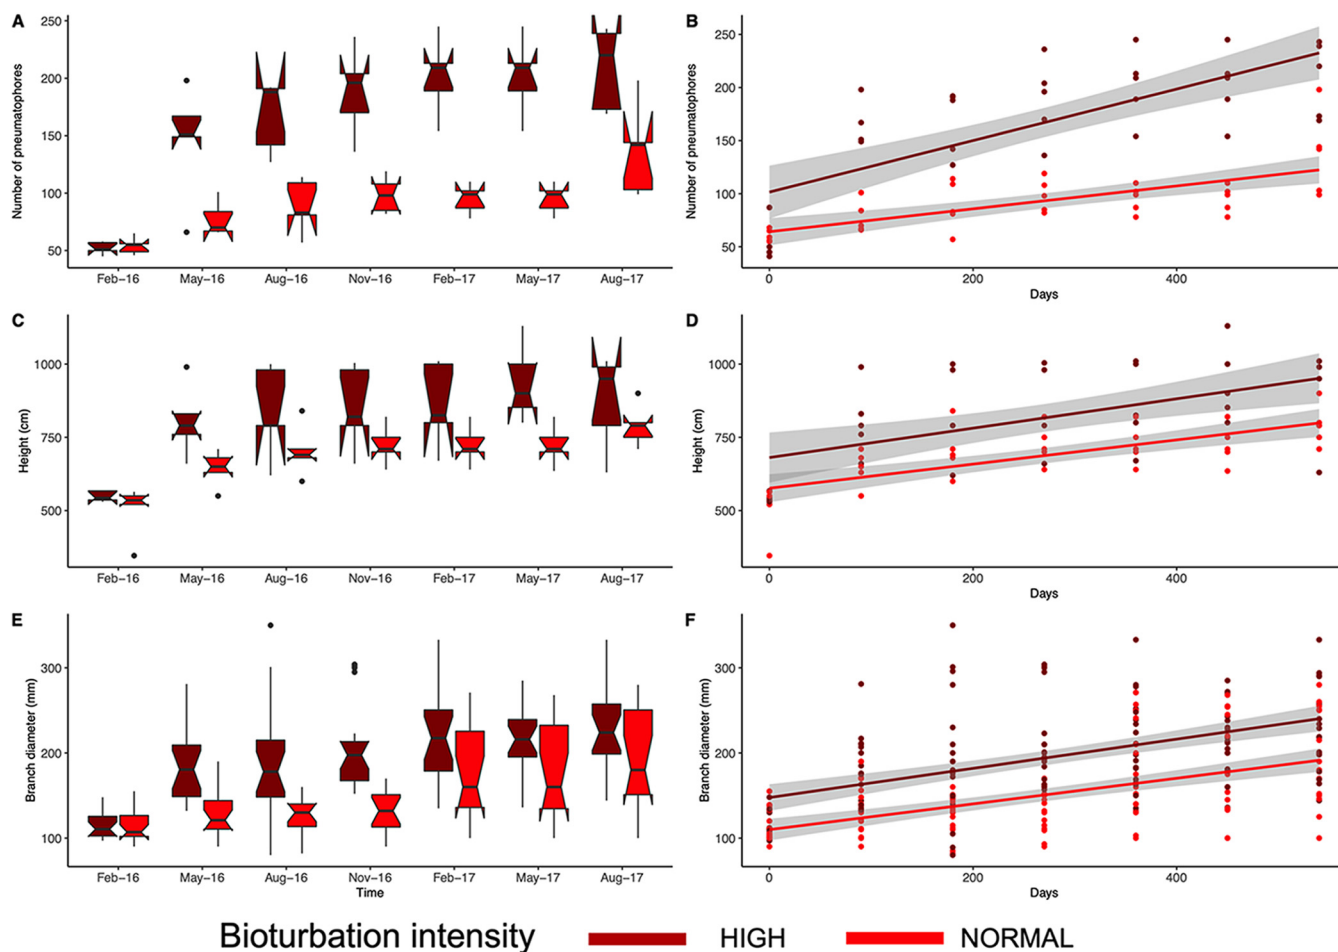 A
Number of pneumatophores
250
200
150
100
50
Feb−16 May−16 Aug−16 Nov−16 Feb−17 May−17 Aug−17
B
Number of pneumatophores
250
200
150
100
50
0 200 400
Days
C
Height (cm)
1000
750
500
Feb−16 May−16 Aug−16 Nov−16 Feb−17 May−17 Aug−17
D
Height (cm)
1000
750
500
0 200 400
Days
E
Branch diameter (mm)
300
200
100
Feb−16 May−16 Aug−16 Nov−16 Feb−17 May−17 Aug−17
Time
F
Branch diameter (mm)
300
200
100
0 200 400
Days
Bioturbation intensity HIGH NORMAL